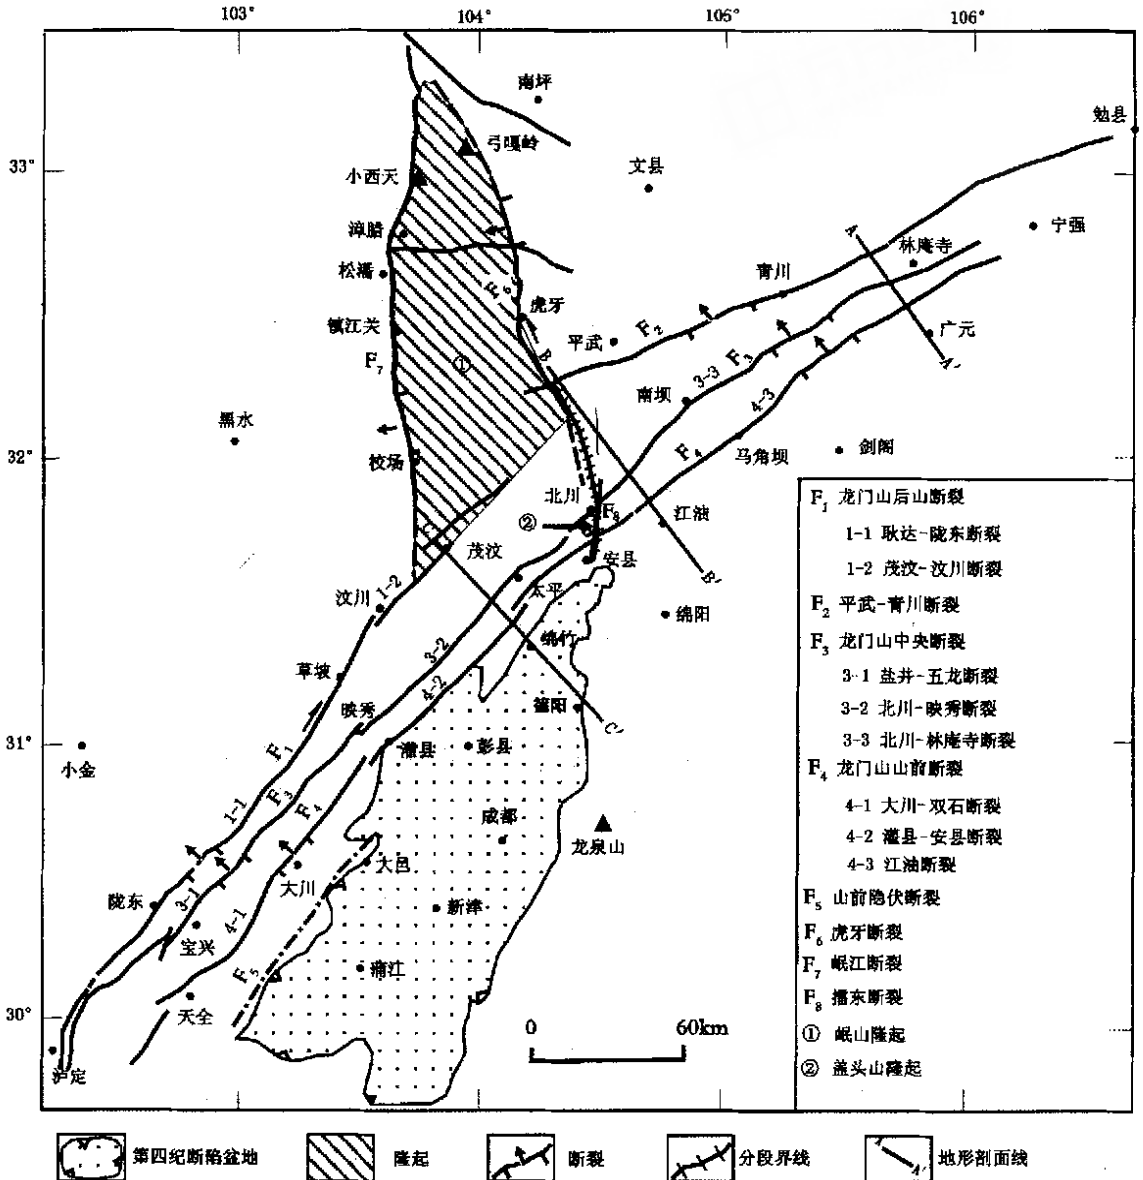 103° 104° 105° 106°
南坪
勉县
弓嘎岭
33°
文县
小西天
宁强
漳腊
A
林庵寺
松潘
青川
F₆
虎牙
镇江关
平武
F₂
广元
B
F₇
①
F₃
A′
3-3
南坝
4-3
黑水
F₄
马角坝
剑阁
32°
校场
北川
F₈
江油
②
C
茂汶
安县
B′
1-2
太平
汶川
绵阳
绵竹
3-2
草坡
4-2
映秀
德阳
C′
31°
F₁
灌县
彭县
小金
F₃
F₄
1-1
成都
龙泉山
大邑
大川
陇东
3-1
新津
4-1
宝兴
F₅
蒲江
天全
30°
0 60km
泸定
F₁ 龙门山后山断裂
1-1 耿达-陇东断裂
1-2 茂汶-汶川断裂
F₂ 平武-青川断裂
F₃ 龙门山中央断裂
3-1 盐井-五龙断裂
3-2 北川-映秀断裂
3-3 北川-林庵寺断裂
F₄ 龙门山山前断裂
4-1 大川-双石断裂
4-2 灌县-安县断裂
4-3 江油断裂
F₅ 山前隐伏断裂
F₆ 虎牙断裂
F₇ 岷江断裂
F₈ 擂东断裂
① 岷山隆起
② 盖头山隆起
第四纪断陷盆地 隆起 断裂 分段界线 A′ 地形剖面线